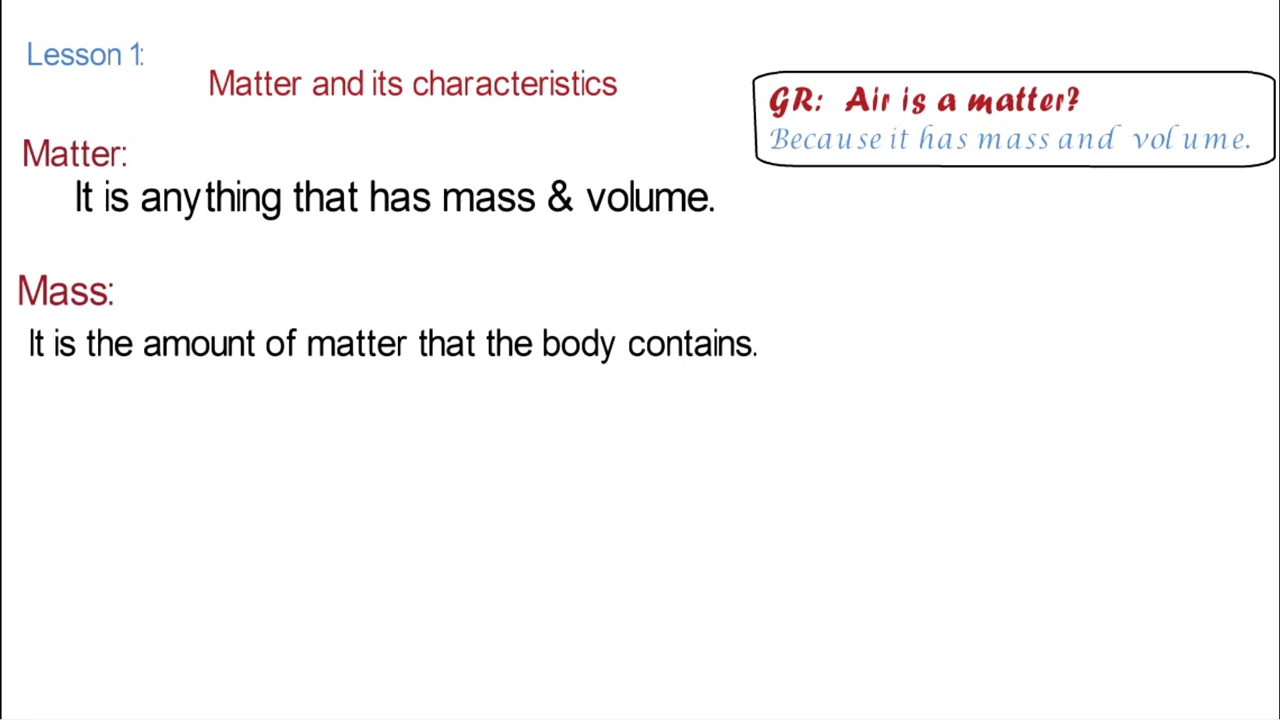 Lesson 1:
Matter and its characteristics
GR: Air is a matter?
Because it has mass and volume.
Matter:
It is anything that has mass & volume.
Mass:
It is the amount of matter that the body contains.